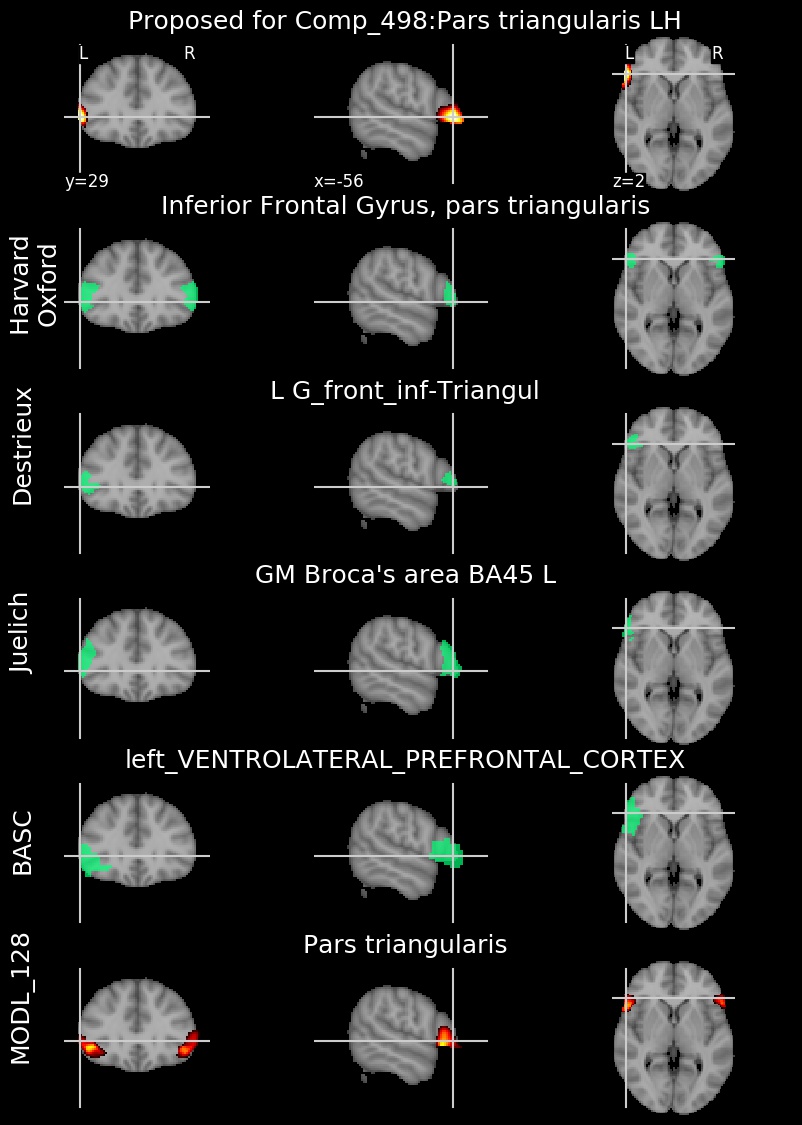 Proposed for Comp_498:Pars triangularis LH
L R L R
y=29 x=-56 z=2
Inferior Frontal Gyrus, pars triangularis
Harvard
Oxford
L G_front_inf-Triangul
Destrieux
GM Broca's area BA45 L
Juelich
left_VENTROLATERAL_PREFRONTAL_CORTEX
BASC
Pars triangularis
MODL_128